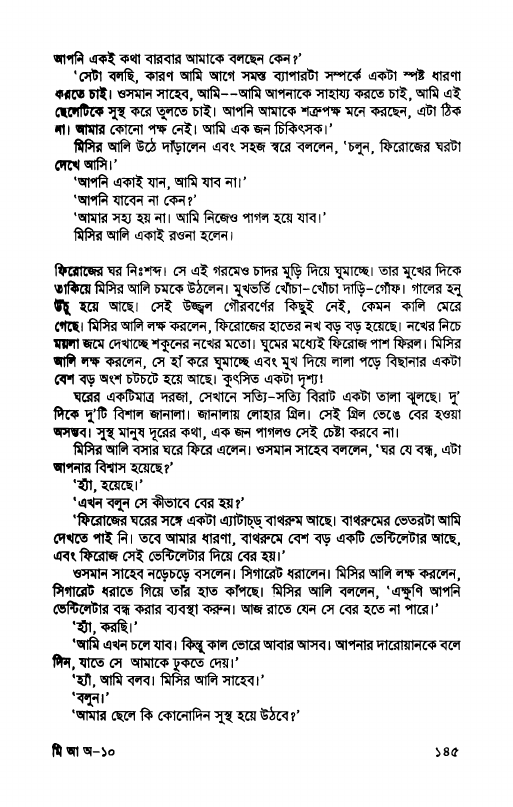 আপনি একই কথা বারবার আমাকে বলছেন কেন?’
‘সেটা বলছি, কারণ আমি আগে সমস্ত ব্যাপারটা সম্পর্কে একটা স্পষ্ট ধারণা
করতে চাই। ওসমান সাহেব, আমি--আমি আপনাকে সাহায্য করতে চাই, আমি এই
ছেলেটিকে সুস্থ করে তুলতে চাই। আপনি আমাকে শত্রুপক্ষ মনে করছেন, এটা ঠিক
না। আমার কোনো পক্ষ নেই। আমি এক জন চিকিৎসক।’
মিসির আলি উঠে দাঁড়ালেন এবং সহজ স্বরে বললেন, ‘চলুন, ফিরোজের ঘরটা
দেখে আসি।’
‘আপনি একাই যান, আমি যাব না।’
‘আপনি যাবেন না কেন?’
‘আমার সহ্য হয় না। আমি নিজেও পাগল হয়ে যাব।’
মিসির আলি একাই রওনা হলেন।
ফিরোজের ঘর নিঃশব্দ। সে এই গরমেও চাদর মুড়ি দিয়ে ঘুমাচ্ছে। তার মুখের দিকে
তাকিয়ে মিসির আলি চমকে উঠলেন। মুখভর্তি খোঁচা-খোঁচা দাড়ি-গোঁফ। গালের হনু
উঁচু হয়ে আছে। সেই উজ্জ্বল গৌরবর্ণের কিছুই নেই, কেমন কালি মেরে
গেছে। মিসির আলি লক্ষ করলেন, ফিরোজের হাতের নখ বড় বড় হয়েছে। নখের নিচে
ময়লা জমে দেখাচ্ছে শকুনের নখের মতো। ঘুমের মধ্যেই ফিরোজ পাশ ফিরল। মিসির
আলি লক্ষ করলেন, সে হাঁ করে ঘুমাচ্ছে এবং মুখ দিয়ে লালা পড়ে বিছানার একটা
বেশ বড় অংশ চটচটে হয়ে আছে। কুৎসিত একটা দৃশ্য!
ঘরের একটিমাত্র দরজা, সেখানে সত্যি-সত্যি বিরাট একটা তালা ঝুলছে। দু’
দিকে দু’টি বিশাল জানালা। জানালায় লোহার গ্রিল। সেই গ্রিল ভেঙে বের হওয়া
অসম্ভব। সুস্থ মানুষ দূরের কথা, এক জন পাগলও সেই চেষ্টা করবে না।
মিসির আলি বসার ঘরে ফিরে এলেন। ওসমান সাহেব বললেন, ‘ঘর যে বন্ধ, এটা
আপনার বিশ্বাস হয়েছে?’
‘হ্যাঁ, হয়েছে।’
‘এখন বলুন সে কীভাবে বের হয়?’
‘ফিরোজের ঘরের সঙ্গে একটা এ্যাটাচ্‌ড্‌ বাথরুম আছে। বাথরুমের ভেতরটা আমি
দেখতে পাই নি। তবে আমার ধারণা, বাথরুমে বেশ বড় একটি ভেন্টিলেটার আছে,
এবং ফিরোজ সেই ভেন্টিলেটার দিয়ে বের হয়।’
ওসমান সাহেব নড়েচড়ে বসলেন। সিগারেট ধরালেন। মিসির আলি লক্ষ করলেন,
সিগারেট ধরাতে গিয়ে তাঁর হাত কাঁপছে। মিসির আলি বললেন, ‘এক্ষুণি আপনি
ভেন্টিলেটার বন্ধ করার ব্যবস্থা করুন। আজ রাতে যেন সে বের হতে না পারে।’
‘হ্যাঁ, করছি।’
‘আমি এখন চলে যাব। কিন্তু কাল ভোরে আবার আসব। আপনার দারোয়ানকে বলে
দিন, যাতে সে আমাকে ঢুকতে দেয়।’
‘হ্যাঁ, আমি বলব। মিসির আলি সাহেব।’
‘বলুন।’
‘আমার ছেলে কি কোনোদিন সুস্থ হয়ে উঠবে?’
মি আ অ-১০ ১৪৫